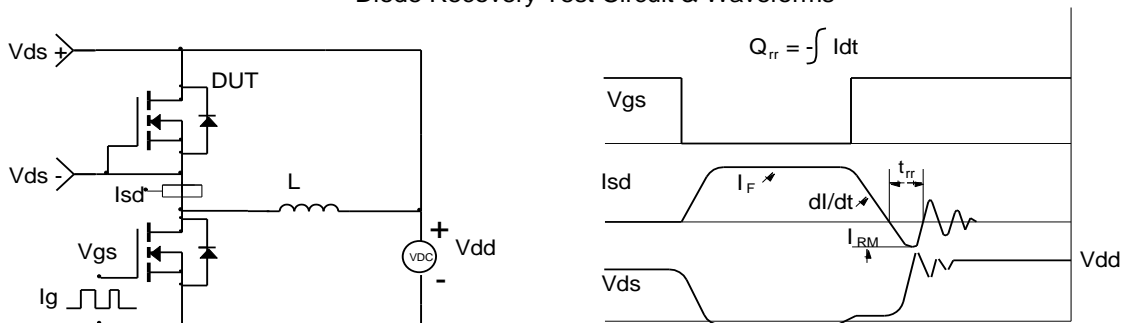 Diode Recovery Test Circuit & Waveforms
Vds +
DUT
Vds -
Isd
L
Vgs
Ig
+
VDC
-
Vdd
Qrr = -∫ Idt
Vgs
Isd
IF
dI/dt
trr
IRM
Vds
Vdd